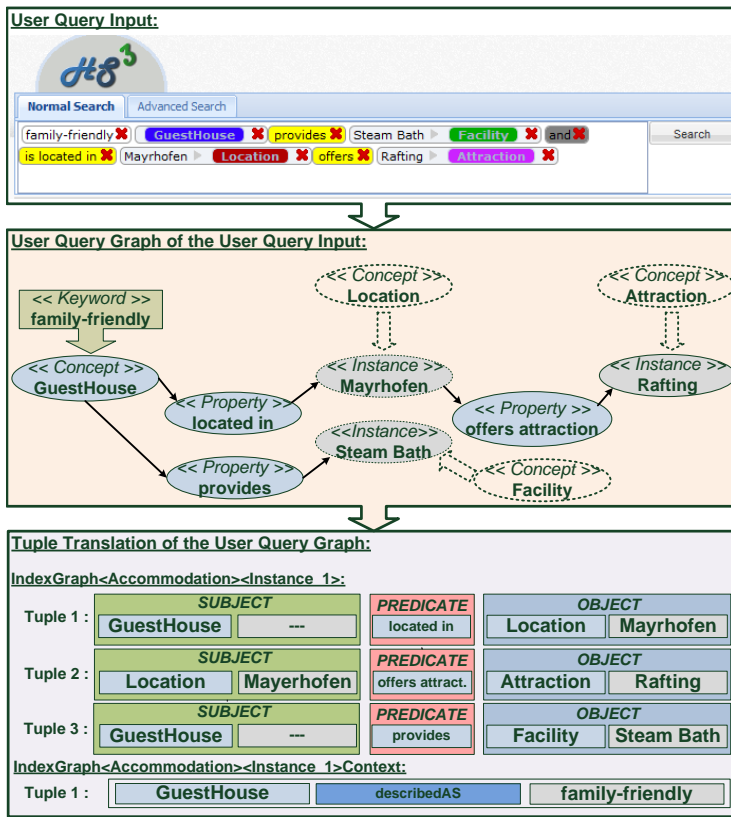 User Query Input:
HS3
Normal Search Advanced Search
family-friendly GuestHouse provides Steam Bath Facility and Search
is located in Mayrhofen Location offers Rafting Attraction
User Query Graph of the User Query Input:
<< Concept >> << Concept >>
Location Attraction
<< Keyword >>
family-friendly
<< Concept >> << Instance >> << Instance >>
GuestHouse Mayrhofen Rafting
<< Property >> << Property >>
located in offers attraction
<<Instance>>
Steam Bath
<< Property >> << Concept >>
provides Facility
Tuple Translation of the User Query Graph:
IndexGraph<Accommodation><Instance_1>:
SUBJECT PREDICATE OBJECT
Tuple 1 : GuestHouse --- located in Location Mayrhofen
SUBJECT PREDICATE OBJECT
Tuple 2 : Location Mayerhofen offers attract. Attraction Rafting
SUBJECT PREDICATE OBJECT
Tuple 3 : GuestHouse --- provides Facility Steam Bath
IndexGraph<Accommodation><Instance_1>Context:
Tuple 1 : GuestHouse describedAS family-friendly